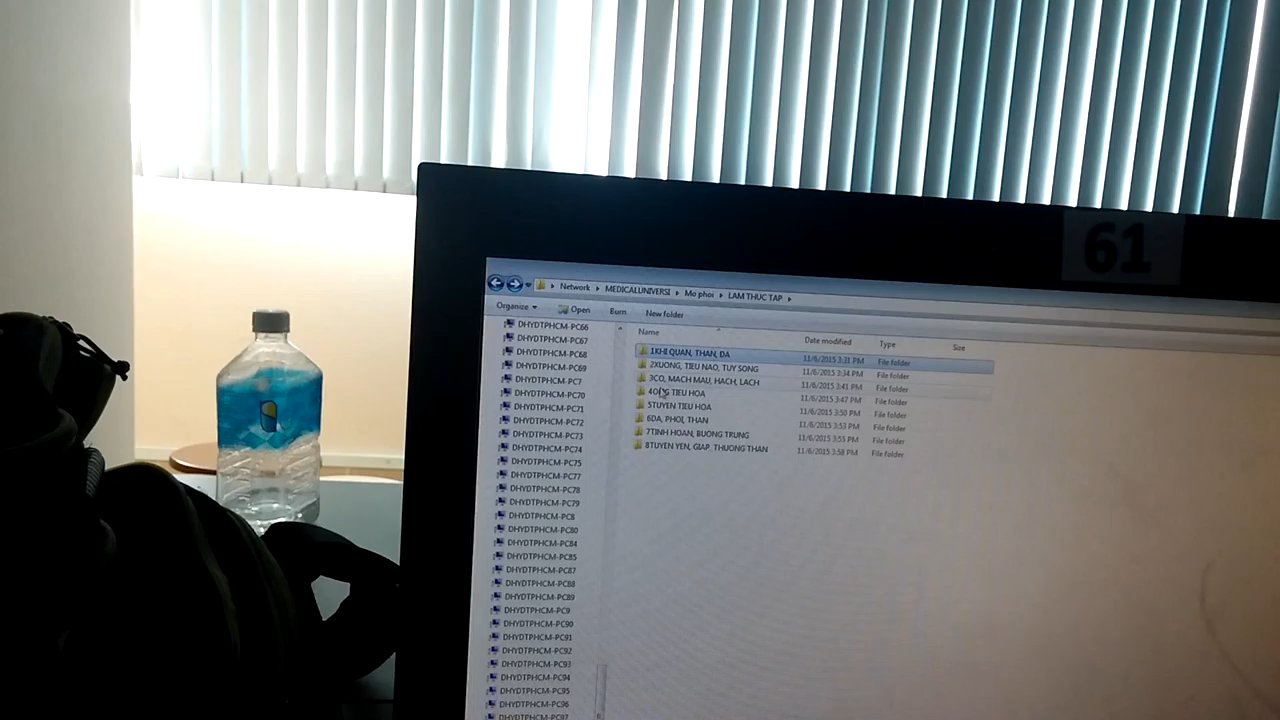 61
Network MEDICALUNIVERSI Mo phoi LAM THUC TAP
Organize Open Burn New folder
Name Date modified Type Size
1KHI QUAN, THAN, DA 11/6/2015 3:31 PM File folder
2XUONG, TIEU NAO, TUY SONG 11/6/2015 3:34 PM File folder
3CO, MACH MAU, HACH, LACH 11/6/2015 3:41 PM File folder
TIEU HOA 11/6/2015 3:47 PM File folder
5TUYEN TIEU HOA 11/6/2015 3:50 PM File folder
6DA, PHOI, THAN 11/6/2015 3:53 PM File folder
7TINH HOAN, BUONG TRUNG 11/6/2015 3:55 PM File folder
8TUYEN YEN, GIAP, THUONG THAN 11/6/2015 3:58 PM File folder
DHYDTPHCM-PC66
DHYDTPHCM-PC67
DHYDTPHCM-PC68
DHYDTPHCM-PC69
DHYDTPHCM-PC7
DHYDTPHCM-PC70
DHYDTPHCM-PC71
DHYDTPHCM-PC72
DHYDTPHCM-PC73
DHYDTPHCM-PC74
DHYDTPHCM-PC75
DHYDTPHCM-PC77
DHYDTPHCM-PC78
DHYDTPHCM-PC79
DHYDTPHCM-PC8
DHYDTPHCM-PC80
DHYDTPHCM-PC84
DHYDTPHCM-PC85
DHYDTPHCM-PC87
DHYDTPHCM-PC88
DHYDTPHCM-PC89
DHYDTPHCM-PC9
DHYDTPHCM-PC90
DHYDTPHCM-PC91
DHYDTPHCM-PC92
DHYDTPHCM-PC93
DHYDTPHCM-PC94
DHYDTPHCM-PC95
DHYDTPHCM-PC96
DHYDTPHCM-PC97